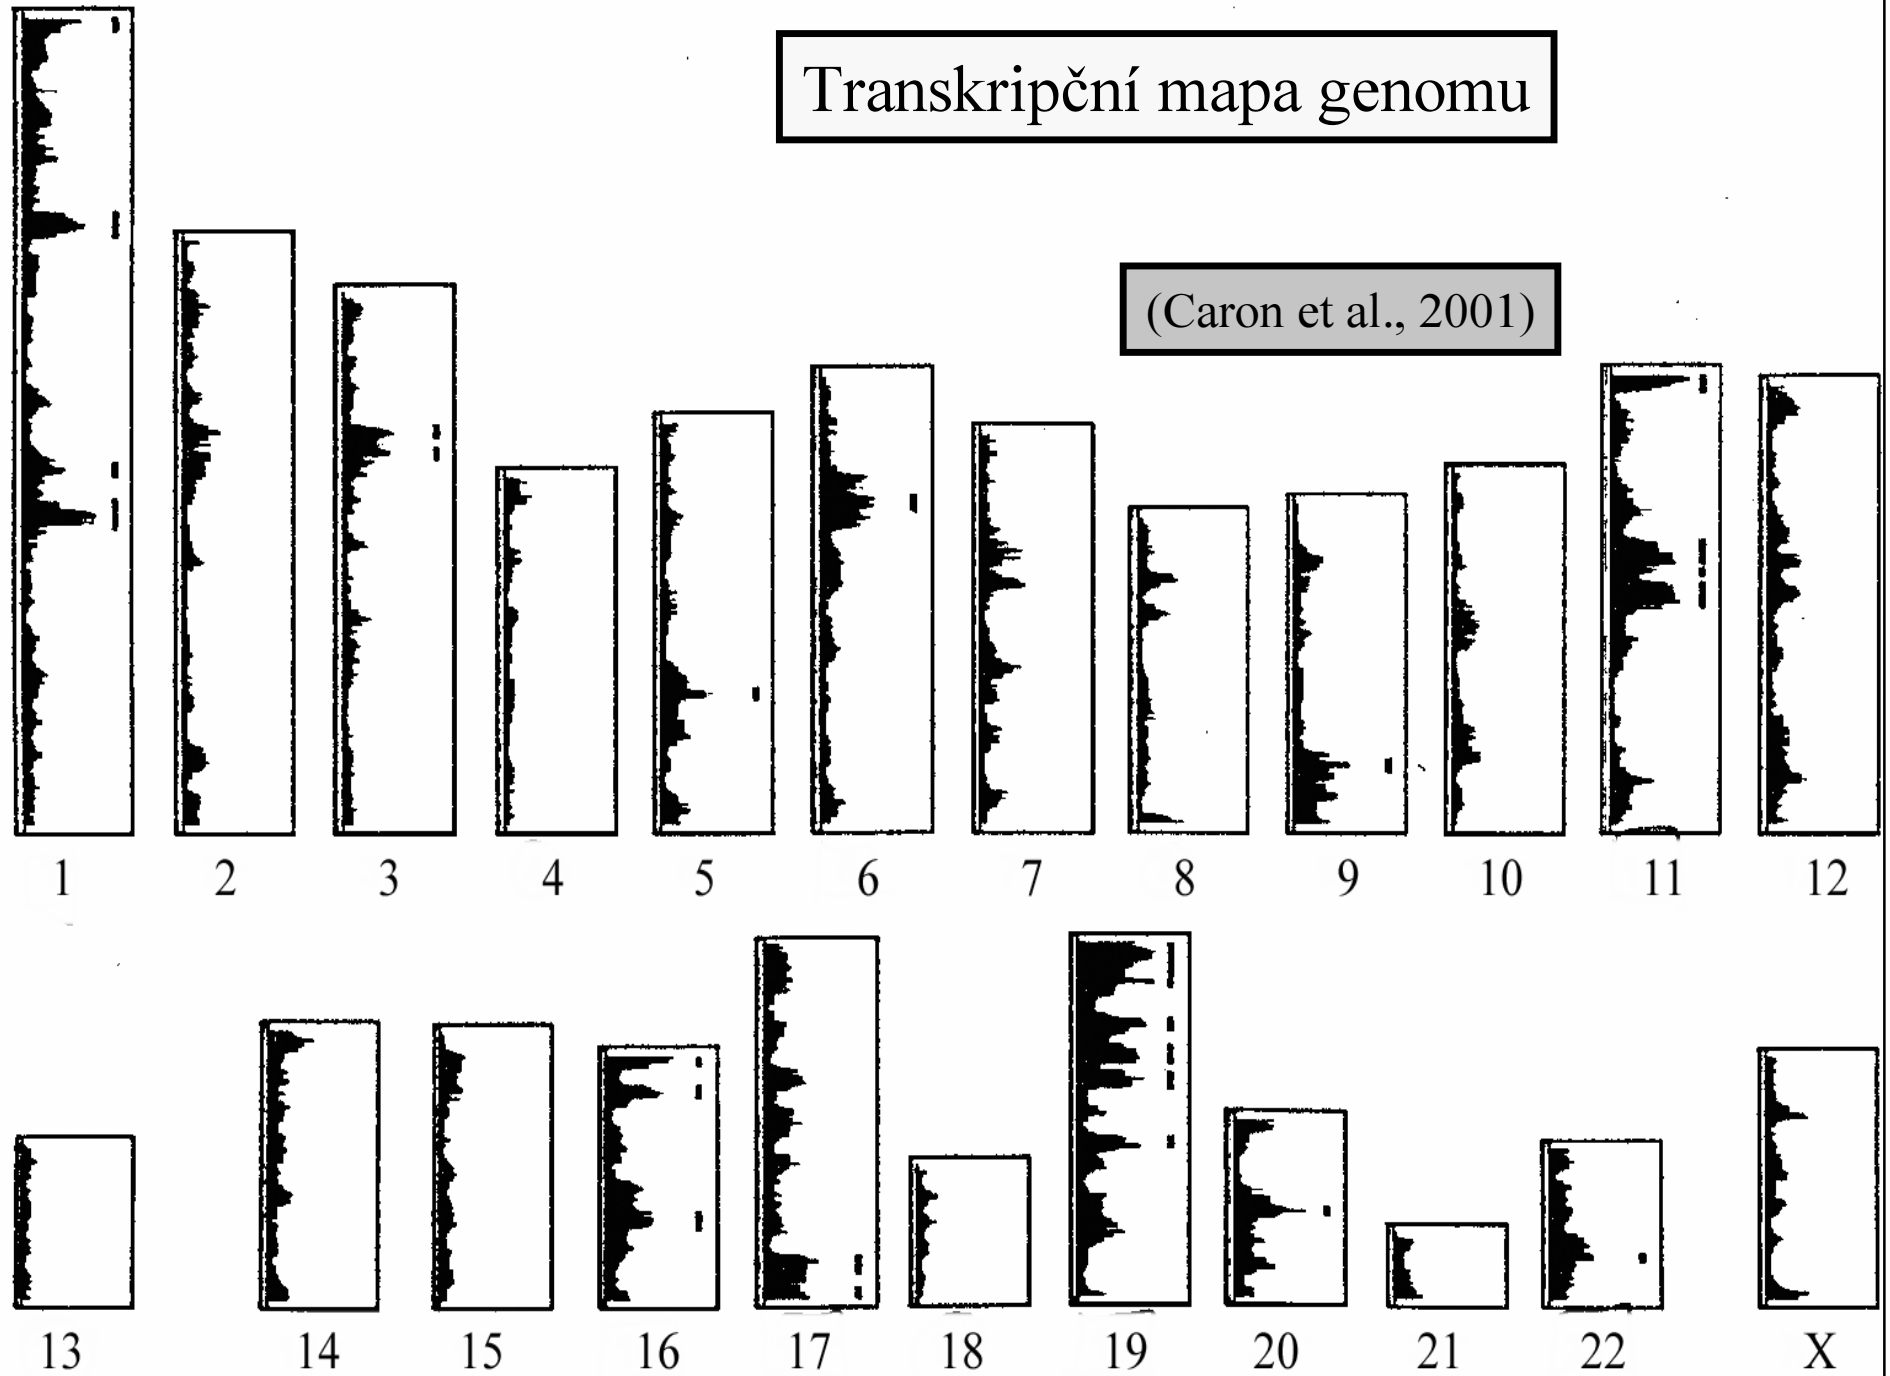 Transkripční mapa genomu
(Caron et al., 2001)
1 2 3 4 5 6 7 8 9 10 11 12
13 14 15 16 17 18 19 20 21 22 X